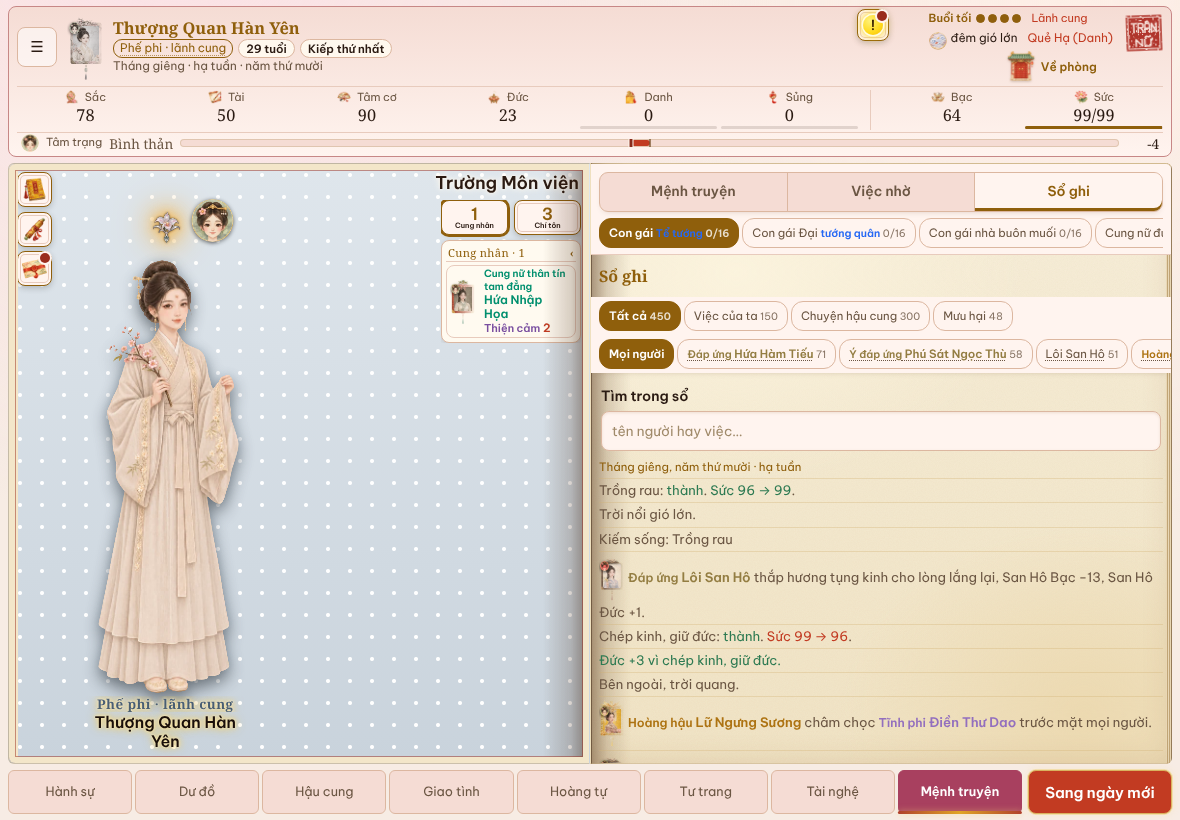 ☰
Thượng Quan Hàn Yên
Phế phi · lãnh cung
29 tuổi
Kiếp thứ nhất
Tháng giêng · hạ tuần · năm thứ mười
!
Buổi tối
Lãnh cung
đêm gió lớn
Quẻ Hạ (Danh)
Về phòng
Sắc
78
Tài
50
Tâm cơ
90
Đức
23
Danh
0
Sủng
0
Bạc
64
Sức
99/99
Tâm trạng
Bình thản
-4
Trường Môn viện
1
Cung nhân
3
Chí tôn
Cung nhân · 1
‹
Cung nữ thân tín
tam đẳng
Hứa Nhập
Họa
Thiện cảm 2
Phế phi · lãnh cung
Thượng Quan Hàn
Yên
Mệnh truyện
Việc nhờ
Sổ ghi
Con gái Tể tướng 0/16
Con gái Đại tướng quân 0/16
Con gái nhà buôn muối 0/16
Cung nữ
Sổ ghi
Tất cả 450
Việc của ta 150
Chuyện hậu cung 300
Mưu hại 48
Mọi người
Đáp ứng Hứa Hàm Tiếu 71
Ý đáp ứng Phú Sát Ngọc Thù 58
Lôi San Hô 51
Tìm trong sổ
tên người hay việc...
Tháng giêng, năm thứ mười · hạ tuần
Trồng rau: thành. Sức 96 → 99.
Trời nổi gió lớn.
Kiếm sống: Trồng rau
Đáp ứng Lôi San Hô thắp hương tụng kinh cho lòng lắng lại, San Hô Bạc −13, San Hô
Đức +1.
Chép kinh, giữ đức: thành. Sức 99 → 96.
Đức +3 vì chép kinh, giữ đức.
Bên ngoài, trời quang.
Hoàng hậu Lữ Ngưng Sương châm chọc Tĩnh phi Điền Thư Dao trước mặt mọi người.
Hành sự
Dư đồ
Hậu cung
Giao tình
Hoàng tự
Tư trang
Tài nghệ
Mệnh truyện
Sang ngày mới